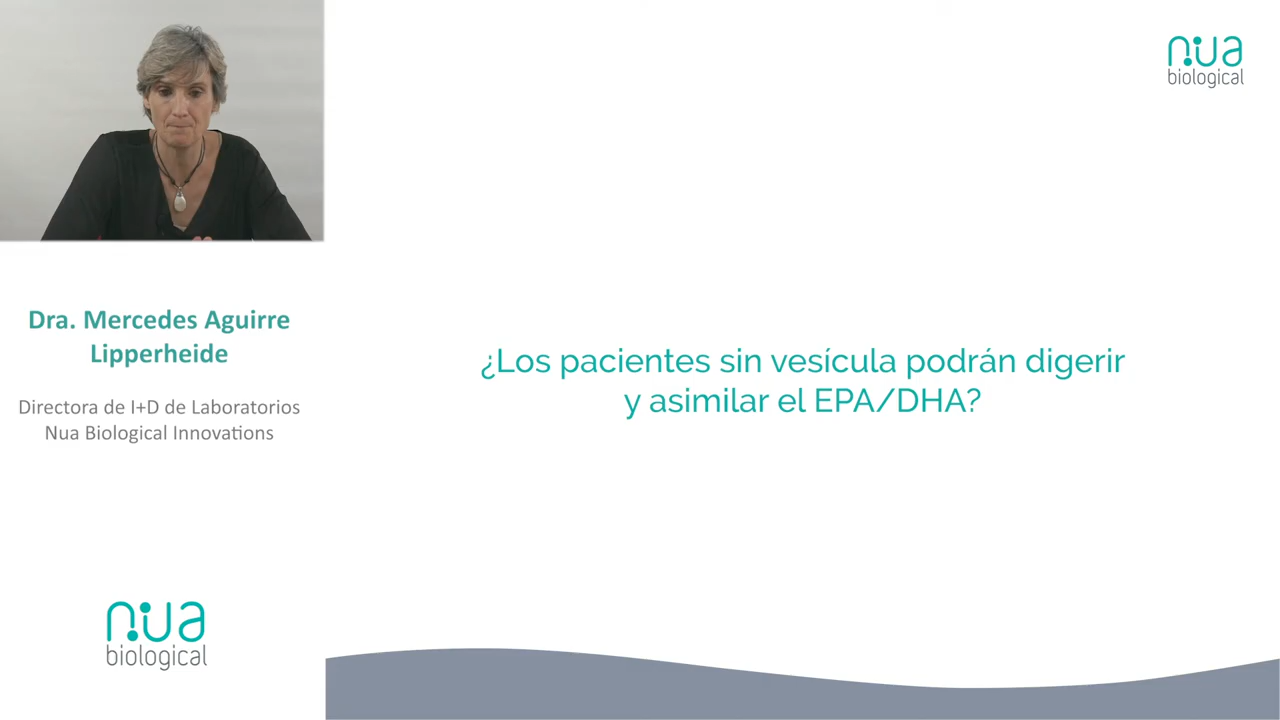 nua
biological
Dra. Mercedes Aguirre
Lipperheide
Directora de I+D de Laboratorios
Nua Biological Innovations
¿Los pacientes sin vesícula podrán digerir
y asimilar el EPA/DHA?
nua
biological